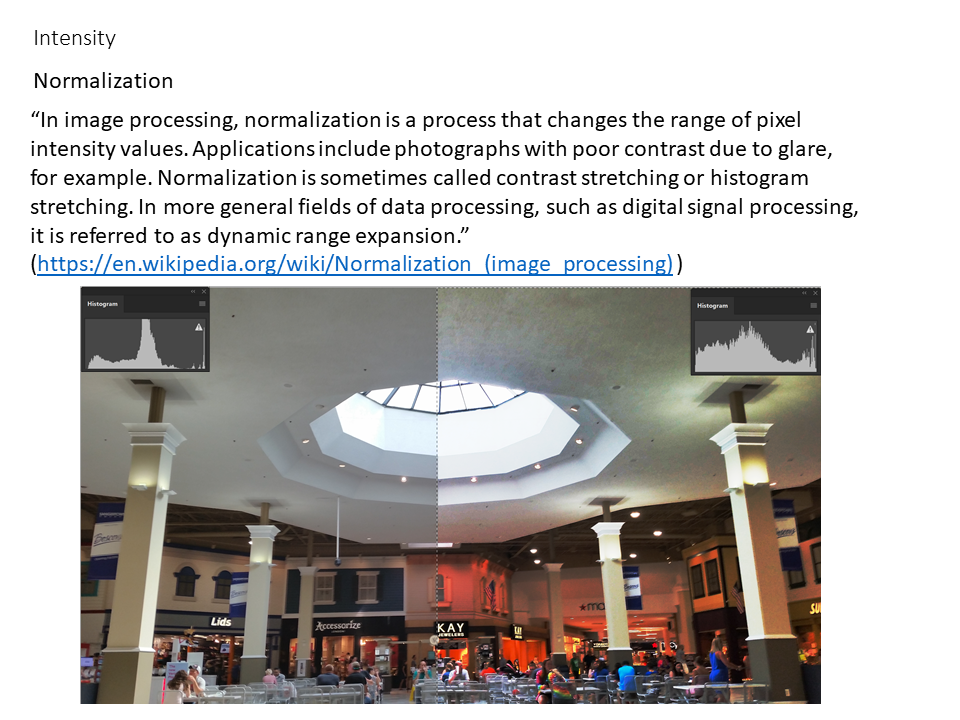 Intensity
Normalization
“In image processing, normalization is a process that changes the range of pixel
intensity values. Applications include photographs with poor contrast due to glare,
for example. Normalization is sometimes called contrast stretching or histogram
stretching. In more general fields of data processing, such as digital signal processing,
it is referred to as dynamic range expansion.”
(https://en.wikipedia.org/wiki/Normalization_(image_processing))
Histogram
Histogram
Lids
Accessorize
KAY
JEWELERS
KAY